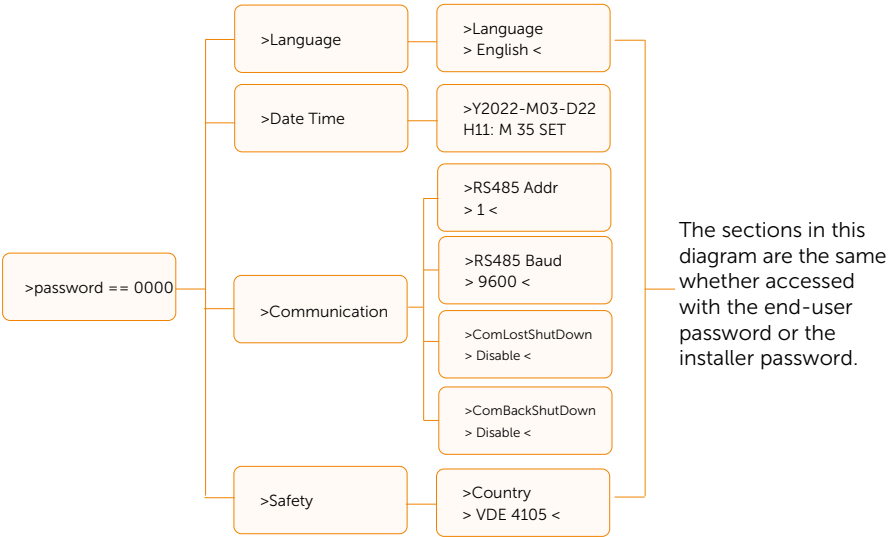 >password == 0000
>Language
>Language
> English <
>Date Time
>Y2022-M03-D22
H11: M 35 SET
>Communication
>RS485 Addr
> 1 <
>RS485 Baud
> 9600 <
>ComLostShutDown
> Disable <
>ComBackShutDown
> Disable <
>Safety
>Country
> VDE 4105 <
The sections in this
diagram are the same
whether accessed
with the end-user
password or the
installer password.